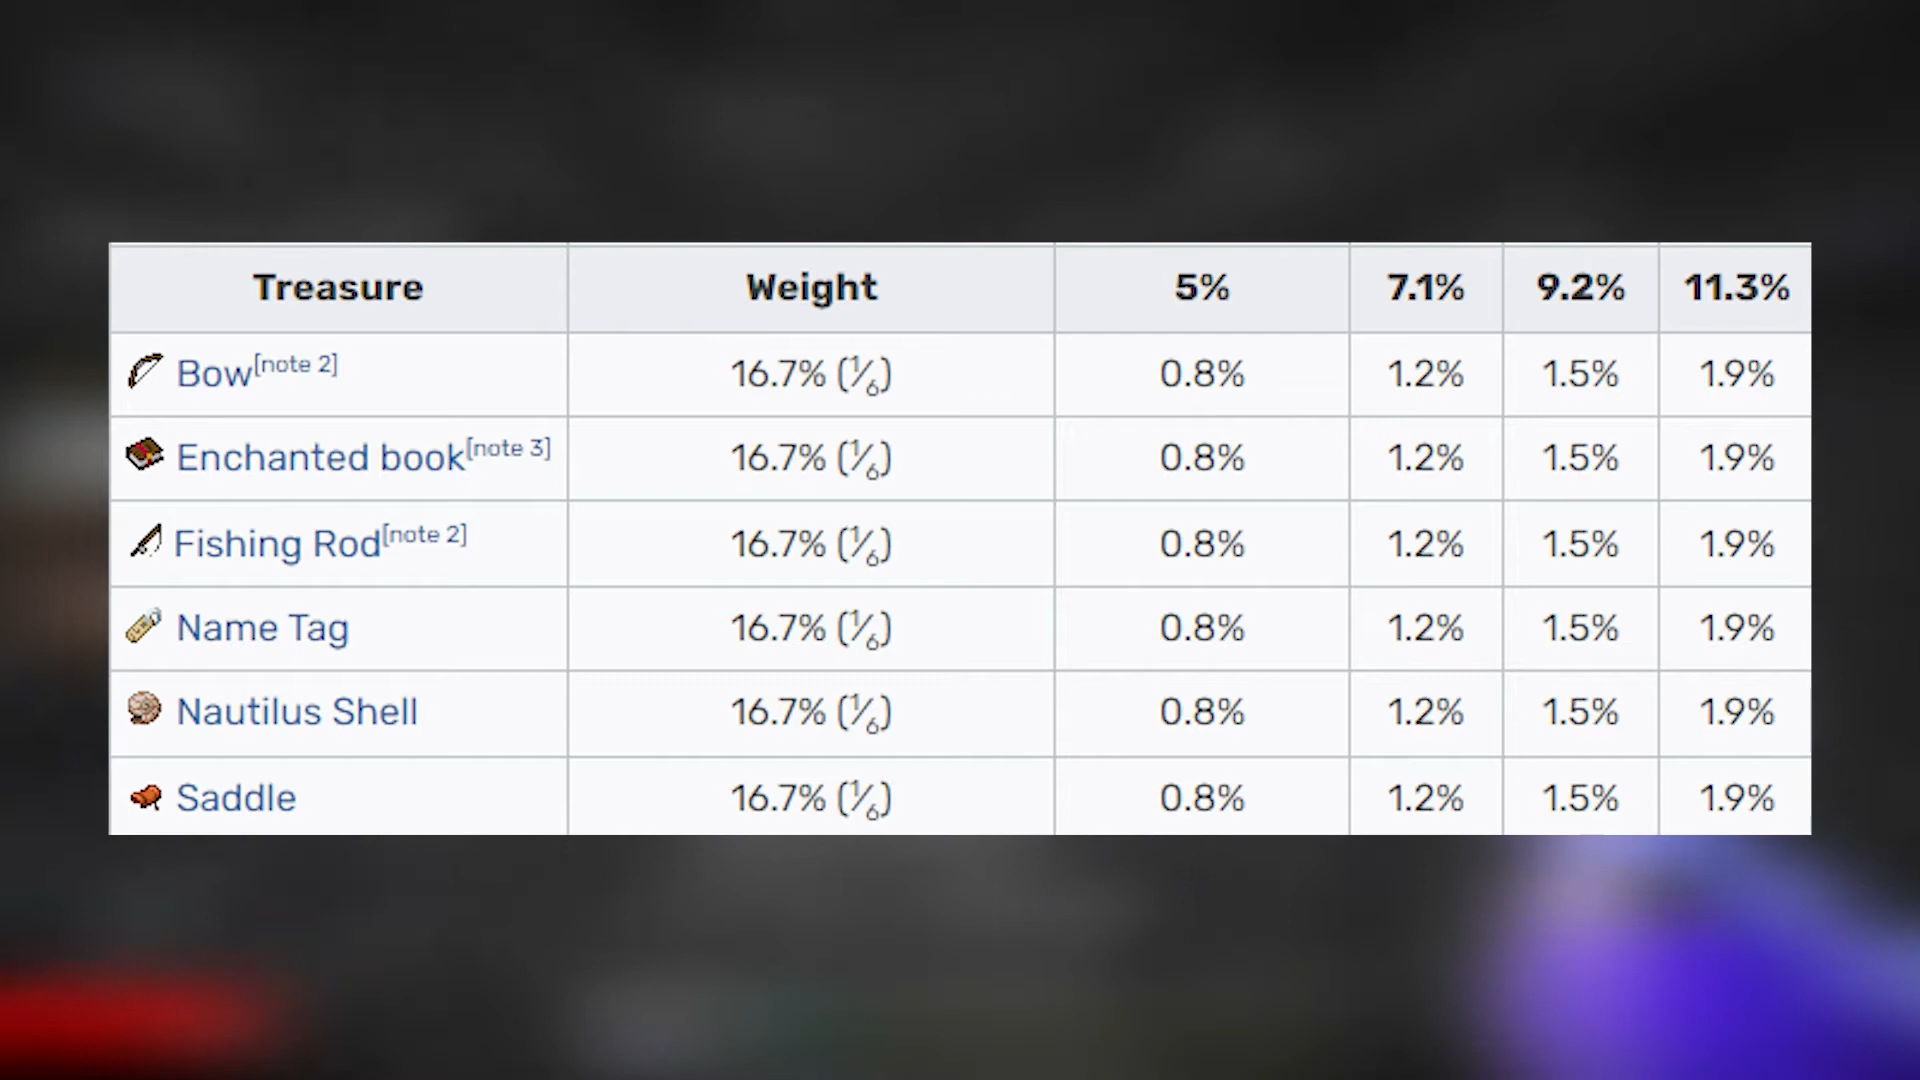 Treasure Weight 5% 7.1% 9.2% 11.3%
Bow[note 2] 16.7% (1⁄6) 0.8% 1.2% 1.5% 1.9%
Enchanted book[note 3] 16.7% (1⁄6) 0.8% 1.2% 1.5% 1.9%
Fishing Rod[note 2] 16.7% (1⁄6) 0.8% 1.2% 1.5% 1.9%
Name Tag 16.7% (1⁄6) 0.8% 1.2% 1.5% 1.9%
Nautilus Shell 16.7% (1⁄6) 0.8% 1.2% 1.5% 1.9%
Saddle 16.7% (1⁄6) 0.8% 1.2% 1.5% 1.9%